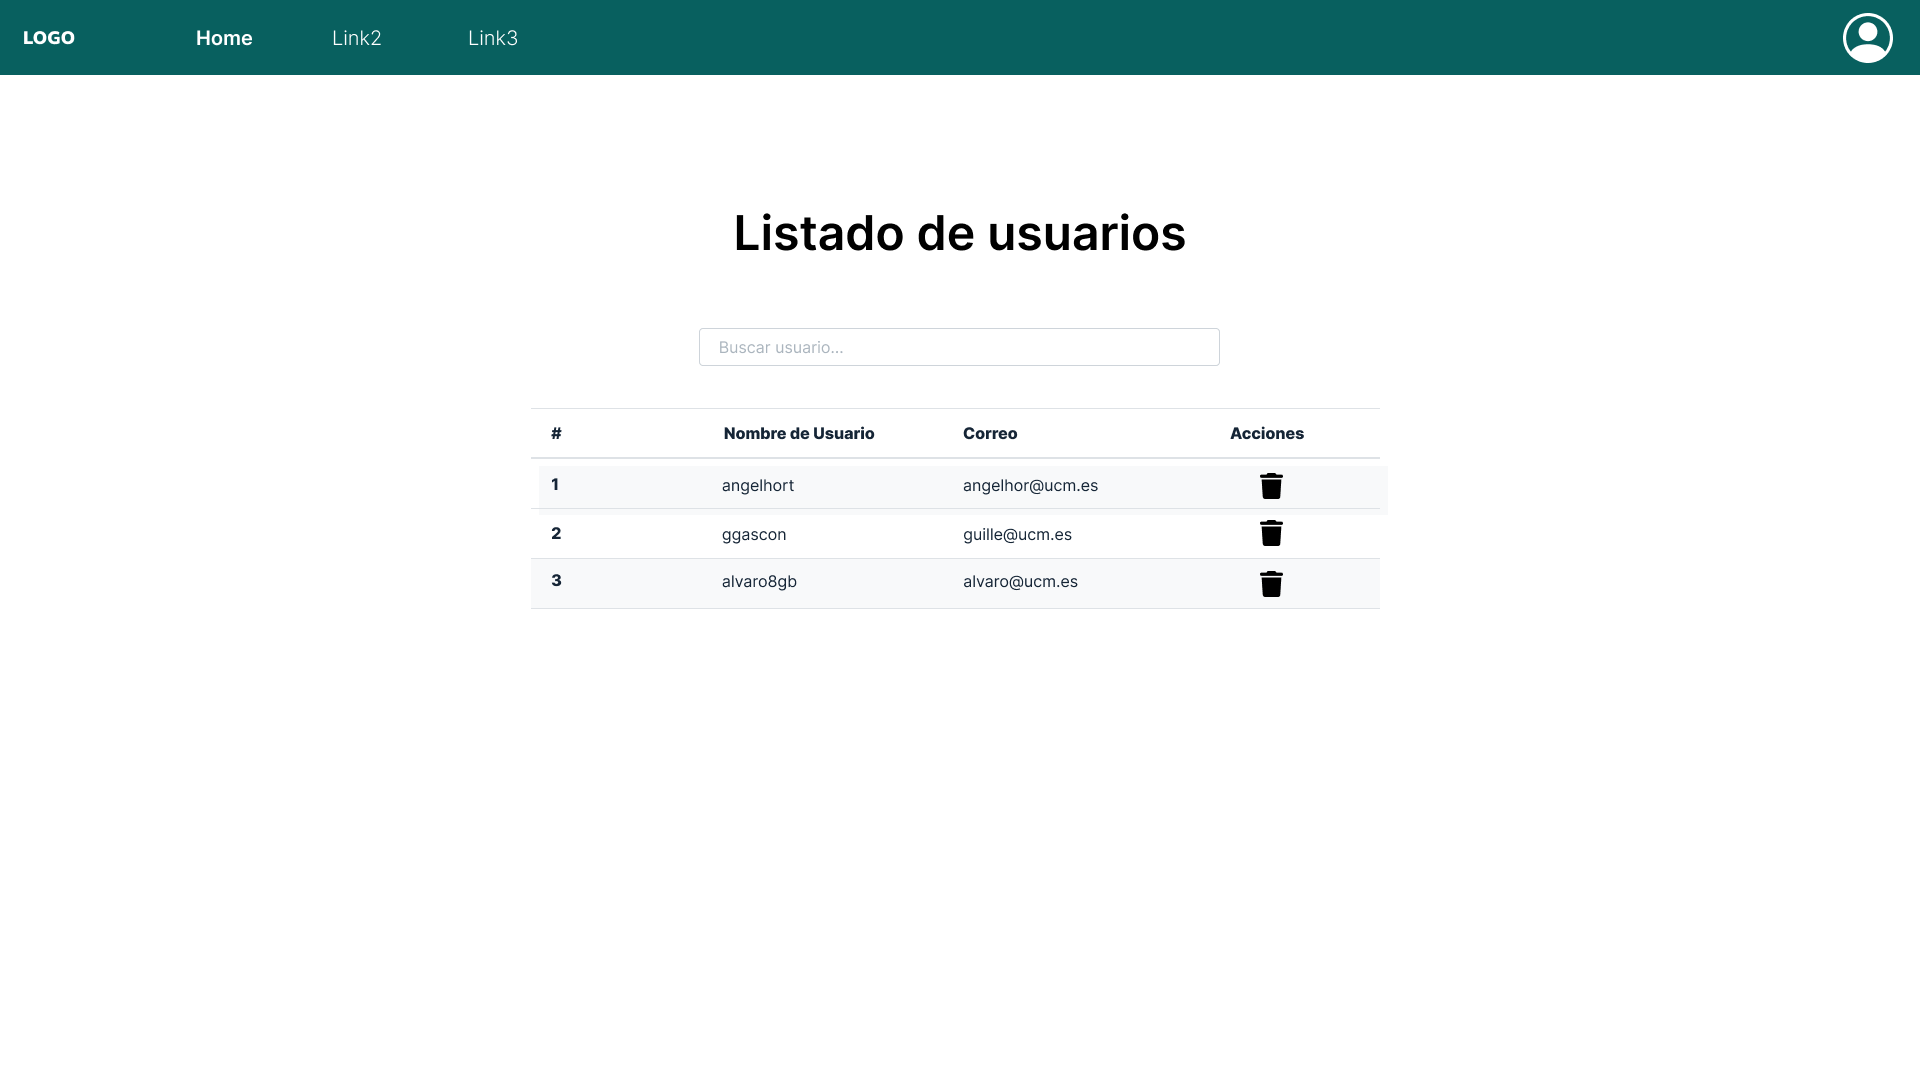 LOGO Home Link2 Link3
Listado de usuarios
Buscar usuario...
# Nombre de Usuario Correo Acciones
1 angelhort angelhor@ucm.es
2 ggascon guille@ucm.es
3 alvaro8gb alvaro@ucm.es